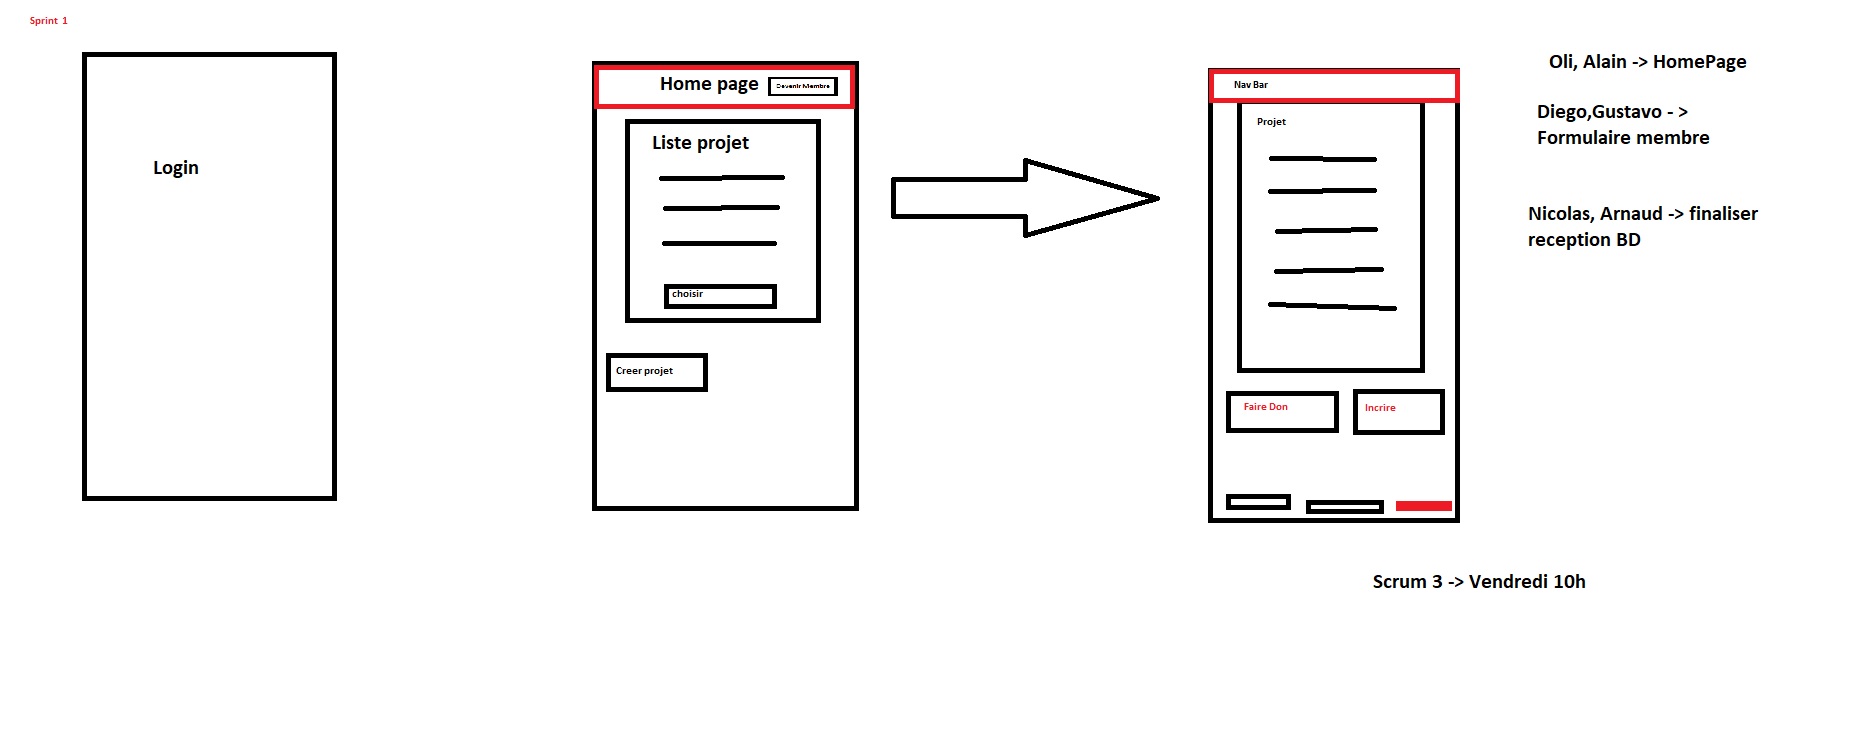 Sprint 1
Login
Home page
Devenir Membre
Liste projet
choisir
Creer projet
Nav Bar
Projet
Faire Don
Incrire
Oli, Alain -> HomePage
Diego,Gustavo - >
Formulaire membre
Nicolas, Arnaud -> finaliser
reception BD
Scrum 3 -> Vendredi 10h